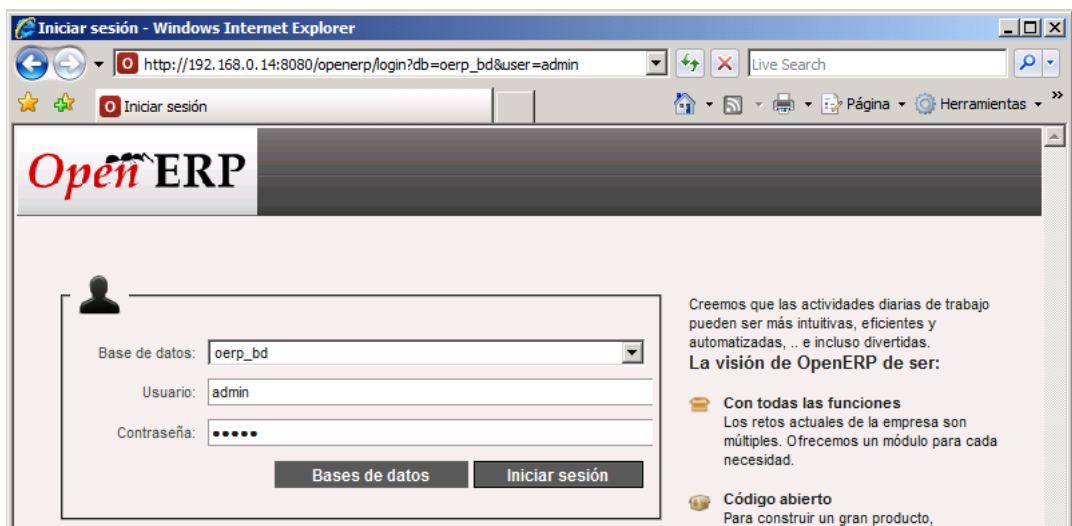 Iniciar sesión - Windows Internet Explorer
http://192.168.0.14:8080/openerp/login?db=oerp_bd&user=admin
Live Search
Iniciar sesión
Página
Herramientas
»
Open ERP
Creemos que las actividades diarias de trabajo
pueden ser más intuitivas, eficientes y
automatizadas, .. e incluso divertidas.
La visión de OpenERP de ser:
Base de datos: oerp_bd
Usuario: admin
Contraseña: •••••
Bases de datos
Iniciar sesión
Con todas las funciones
Los retos actuales de la empresa son
múltiples. Ofrecemos un módulo para cada
necesidad.
Código abierto
Para construir un gran producto,